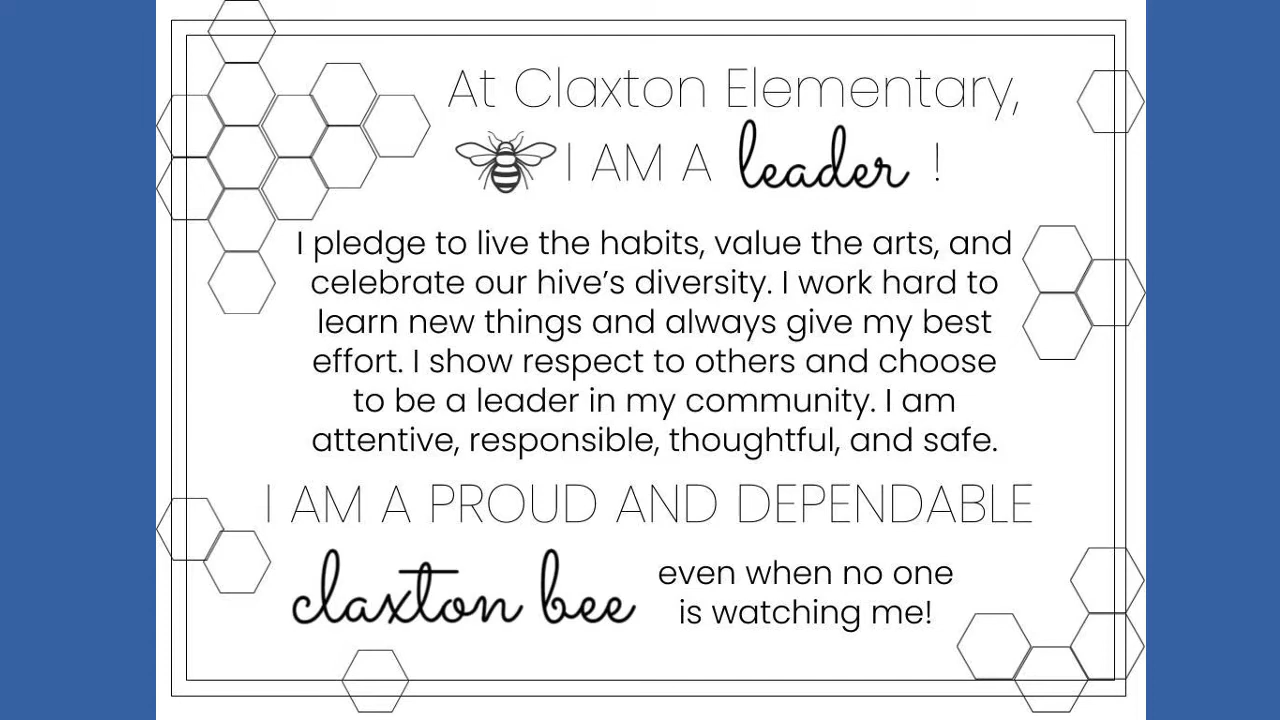 At Claxton Elementary,
I AM A leader !
I pledge to live the habits, value the arts, and
celebrate our hive’s diversity. I work hard to
learn new things and always give my best
effort. I show respect to others and choose
to be a leader in my community. I am
attentive, responsible, thoughtful, and safe.
I AM A PROUD AND DEPENDABLE
claxton bee
even when no one
is watching me!